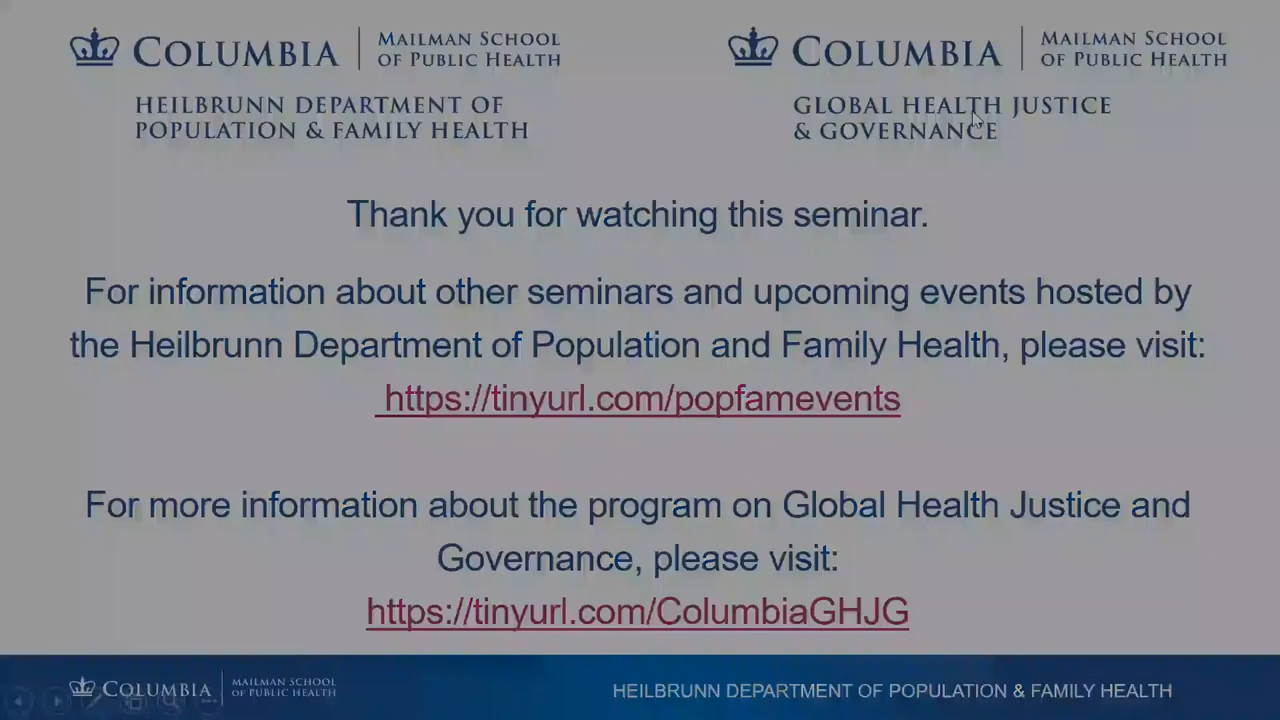 COLUMBIA | MAILMAN SCHOOL
OF PUBLIC HEALTH
HEILBRUNN DEPARTMENT OF
POPULATION & FAMILY HEALTH
COLUMBIA | MAILMAN SCHOOL
OF PUBLIC HEALTH
GLOBAL HEALTH JUSTICE
& GOVERNANCE
Thank you for watching this seminar.
For information about other seminars and upcoming events hosted by
the Heilbrunn Department of Population and Family Health, please visit:
https://tinyurl.com/popfamevents
For more information about the program on Global Health Justice and
Governance, please visit:
https://tinyurl.com/ColumbiaGHJG
COLUMBIA | MAILMAN SCHOOL
OF PUBLIC HEALTH
HEILBRUNN DEPARTMENT OF POPULATION & FAMILY HEALTH